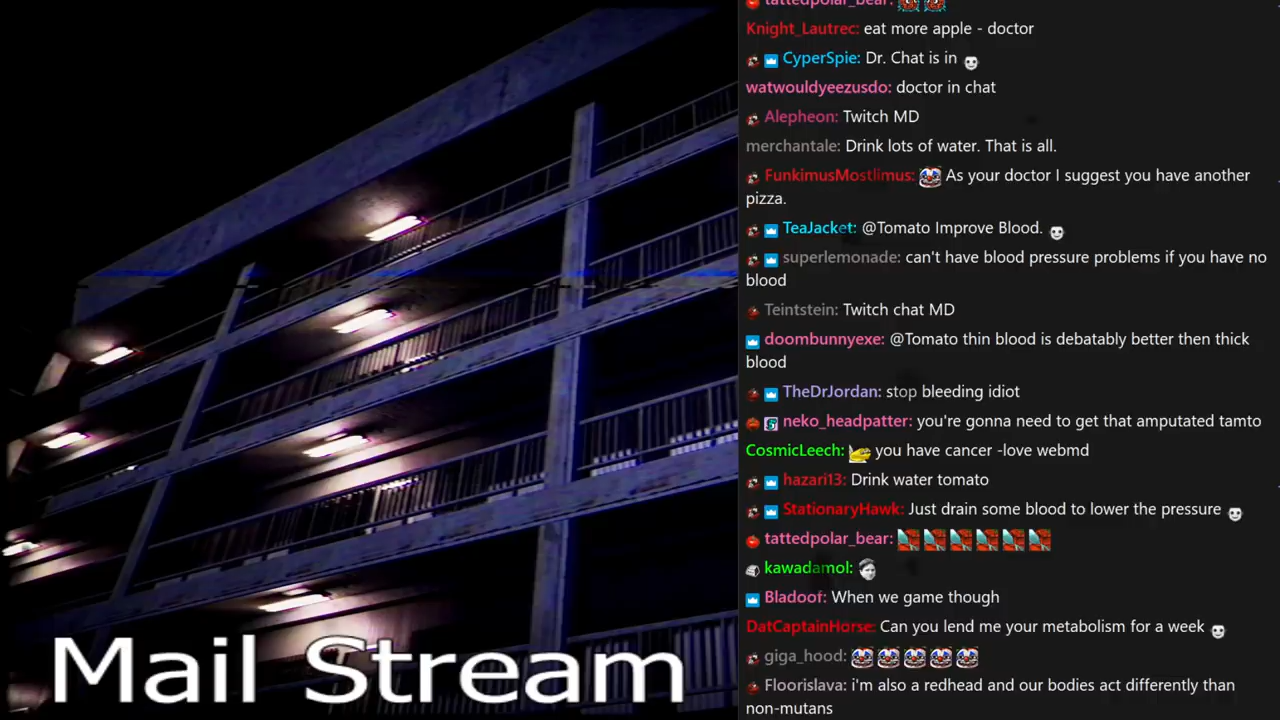 tattedpolar_bear:
Knight_Lautrec: eat more apple - doctor
CyperSpie: Dr. Chat is in
watwouldyeezusdo: doctor in chat
Alepheon: Twitch MD
merchantale: Drink lots of water. That is all.
FunkimusMostlimus: As your doctor I suggest you have another
pizza.
TeaJacket: @Tomato Improve Blood.
superlemonade: can't have blood pressure problems if you have no
blood
Teintstein: Twitch chat MD
doombunnyexe: @Tomato thin blood is debatably better then thick
blood
TheDrJordan: stop bleeding idiot
neko_headpatter: you're gonna need to get that amputated tamto
CosmicLeech: you have cancer -love webmd
hazari13: Drink water tomato
StationaryHawk: Just drain some blood to lower the pressure
tattedpolar_bear:
kawadamol:
Bladoof: When we game though
DatCaptainHorse: Can you lend me your metabolism for a week
giga_hood:
Floorislava: i'm also a redhead and our bodies act differently than
non-mutans
Mail Stream